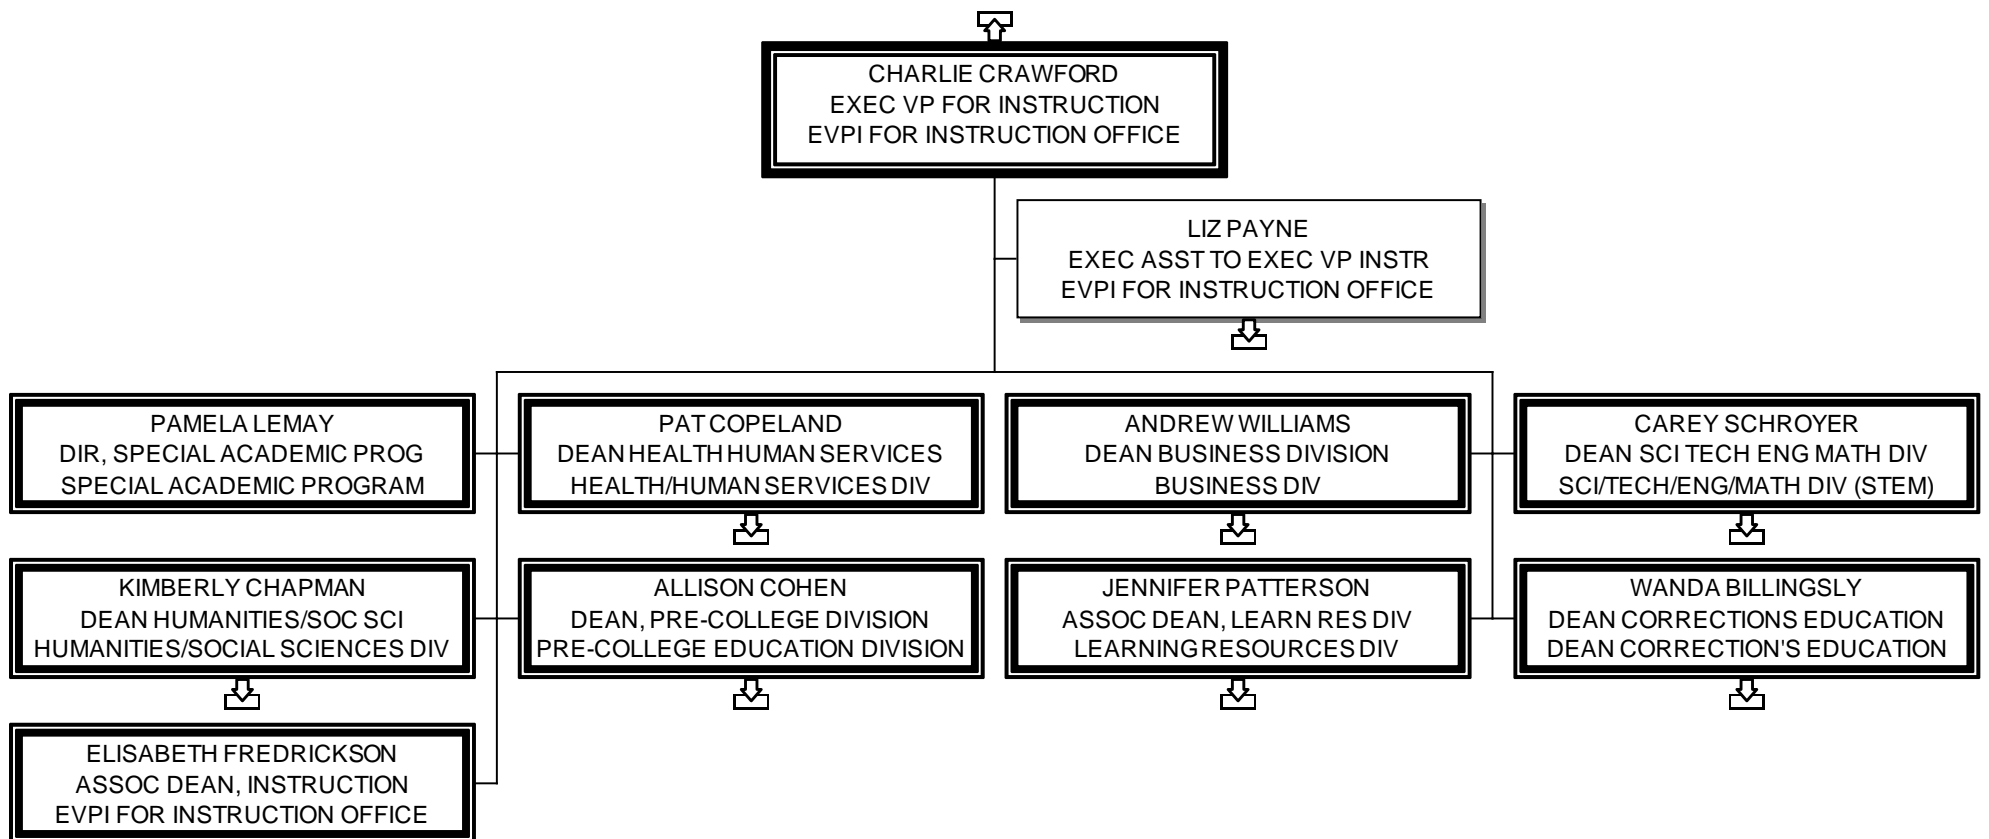 CHARLIE CRAWFORD
EXEC VP FOR INSTRUCTION
EVPI FOR INSTRUCTION OFFICE
LIZ PAYNE
EXEC ASST TO EXEC VP INSTR
EVPI FOR INSTRUCTION OFFICE
PAMELA LEMAY
DIR, SPECIAL ACADEMIC PROG
SPECIAL ACADEMIC PROGRAM
PAT COPELAND
DEAN HEALTH HUMAN SERVICES
HEALTH/HUMAN SERVICES DIV
ANDREW WILLIAMS
DEAN BUSINESS DIVISION
BUSINESS DIV
CAREY SCHROYER
DEAN SCI TECH ENG MATH DIV
SCI/TECH/ENG/MATH DIV (STEM)
KIMBERLY CHAPMAN
DEAN HUMANITIES/SOC SCI
HUMANITIES/SOCIAL SCIENCES DIV
ALLISON COHEN
DEAN, PRE-COLLEGE DIVISION
PRE-COLLEGE EDUCATION DIVISION
JENNIFER PATTERSON
ASSOC DEAN, LEARN RES DIV
LEARNING RESOURCES DIV
WANDA BILLINGSLY
DEAN CORRECTIONS EDUCATION
DEAN CORRECTION'S EDUCATION
ELISABETH FREDRICKSON
ASSOC DEAN, INSTRUCTION
EVPI FOR INSTRUCTION OFFICE